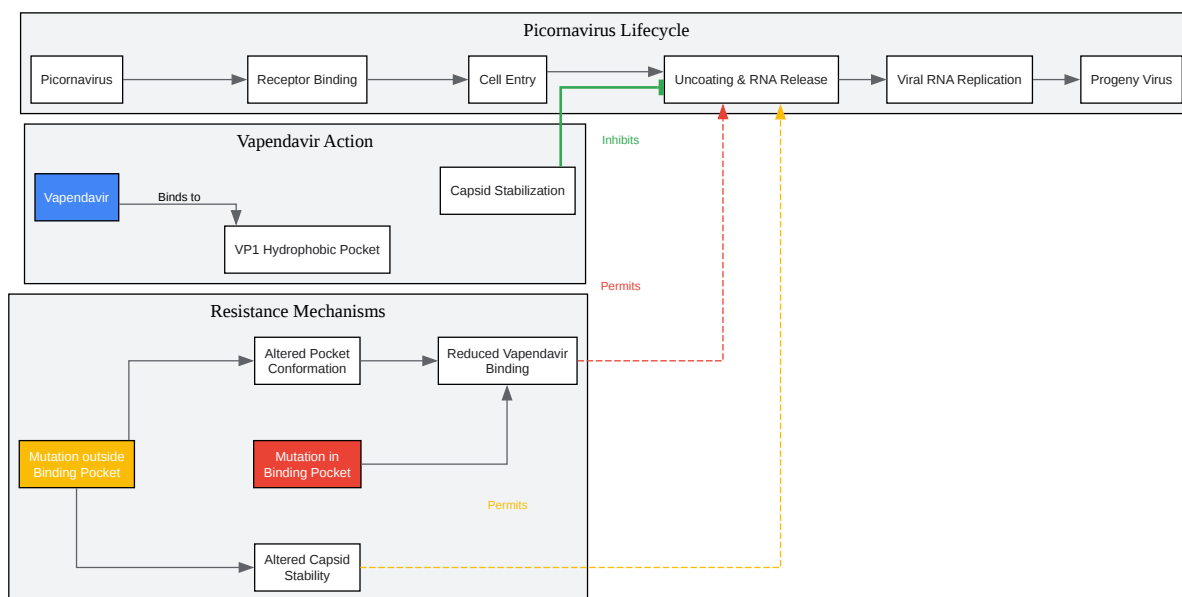 Picornavirus Lifecycle
Picornavirus
Receptor Binding
Cell Entry
Uncoating & RNA Release
Viral RNA Replication
Progeny Virus
Vapendavir Action
Inhibits
Vapendavir
Binds to
Capsid Stabilization
VP1 Hydrophobic Pocket
Permits
Resistance Mechanisms
Altered Pocket
Conformation
Reduced Vapendavir
Binding
Mutation outside
Binding Pocket
Mutation in
Binding Pocket
Permits
Altered Capsid
Stability